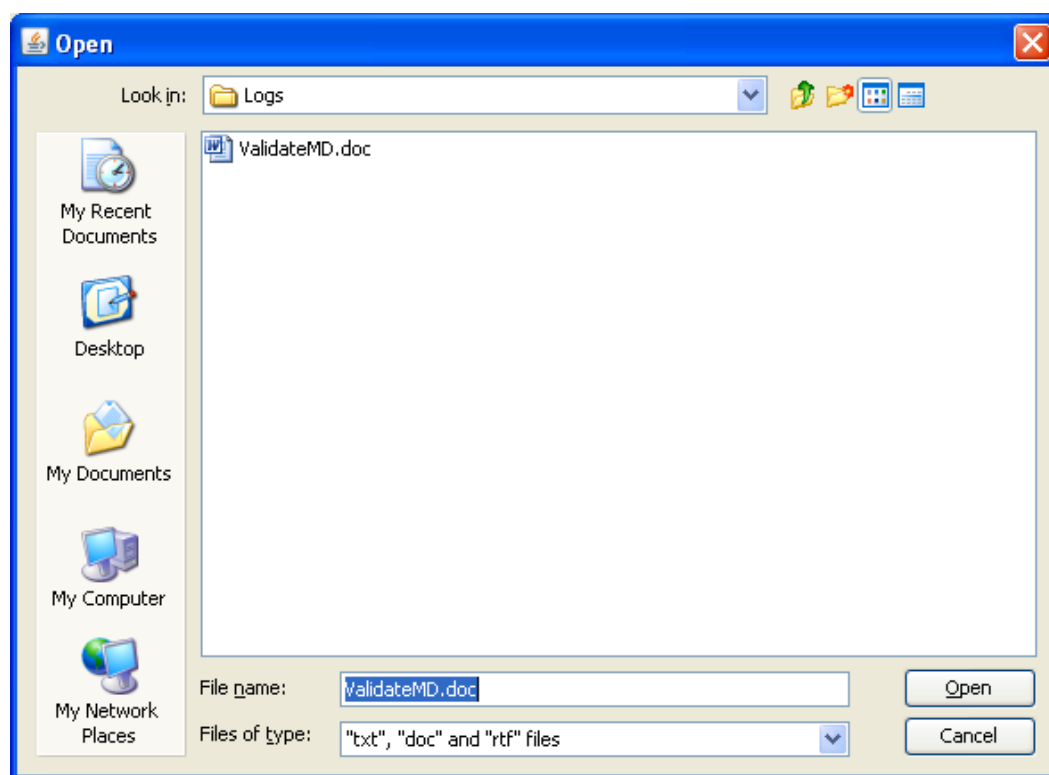 Open
Look in:
Logs
ValidateMD.doc
My Recent
Documents
Desktop
My Documents
My Computer
My Network
Places
File name:
ValidateMD.doc
Open
Files of type:
"txt", "doc" and "rtf" files
Cancel